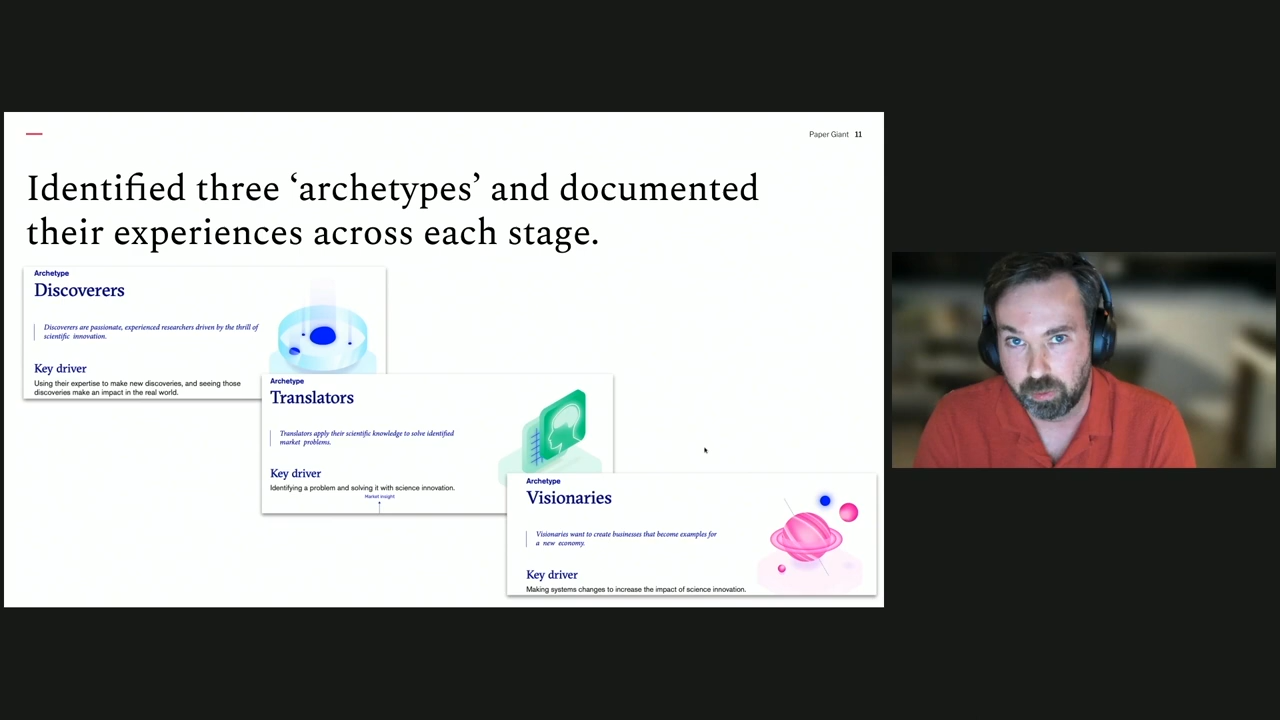 Paper Giant 11
Identified three ‘archetypes’ and documented
their experiences across each stage.
Archetype
Discoverers
Discoverers are passionate, experienced researchers driven by the thrill of
scientific innovation.
Key driver
Using their expertise to make new discoveries, and seeing those
discoveries make an impact in the real world.
Archetype
Translators
Translators apply their scientific knowledge to solve identified
market problems.
Key driver
Identifying a problem and solving it with science innovation.
Market insight
Archetype
Visionaries
Visionaries want to create businesses that become examples for
a new economy.
Key driver
Making systems changes to increase the impact of science innovation.